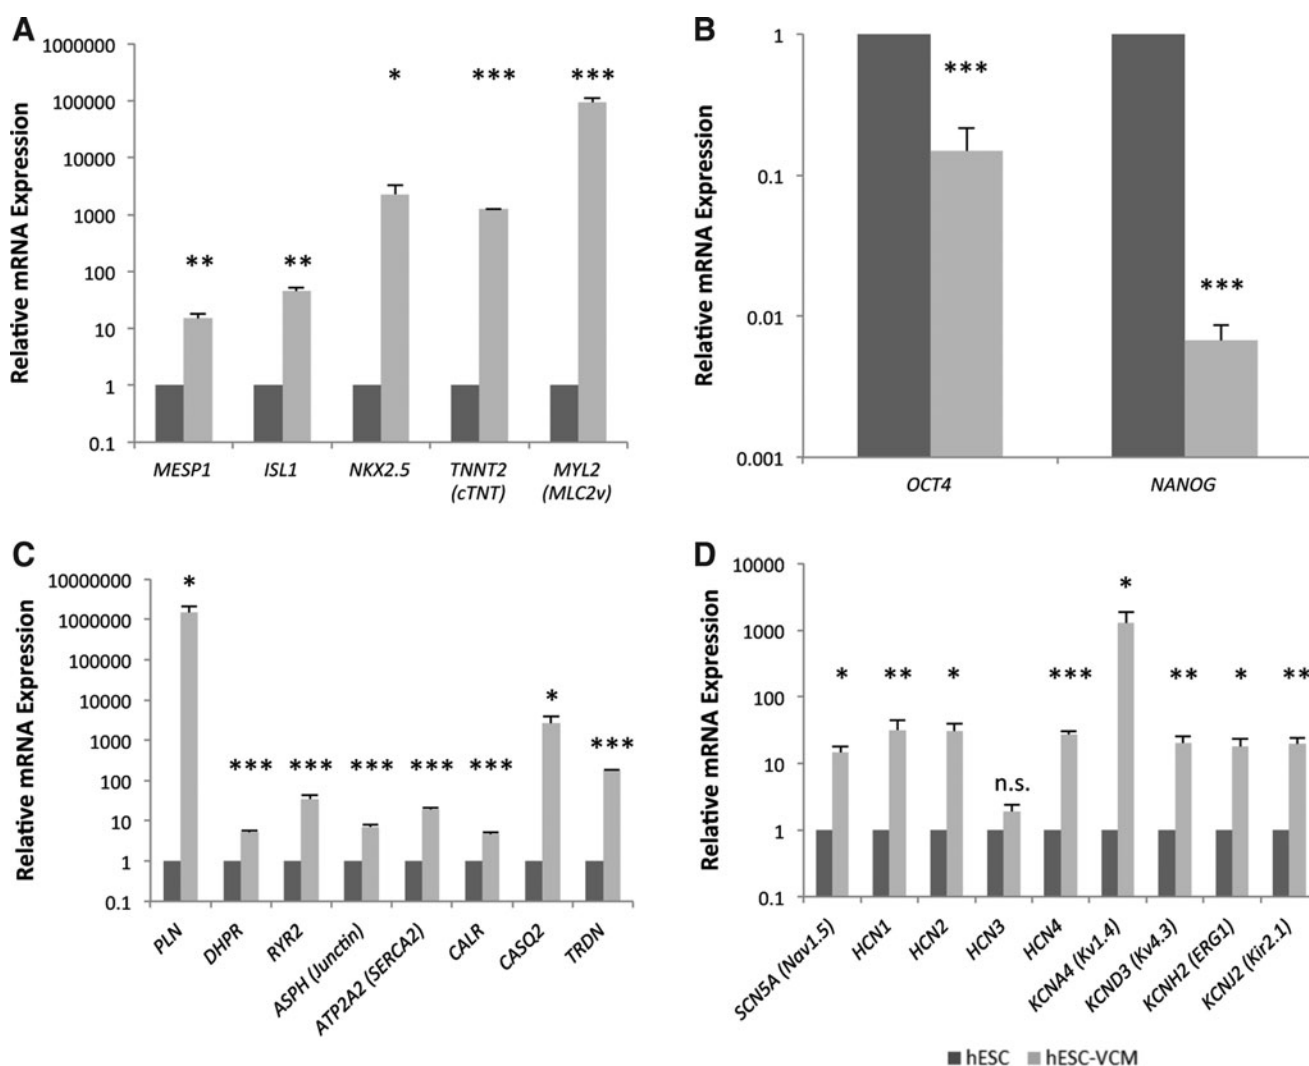 A
Relative mRNA Expression
1000000
100000
10000
1000
100
10
1
0.1
**
**
*
***
***
MESP1
ISL1
NKX2.5
TNNT2
(cTNT)
MYL2
(MLC2v)
B
Relative mRNA Expression
1
0.1
0.01
0.001
***
***
OCT4
NANOG
C
Relative mRNA Expression
10000000
1000000
100000
10000
1000
100
10
1
0.1
*
***
***
***
***
***
*
***
PLN
DHPR
RYR2
ASPH (Junctin)
ATP2A2 (SERCA2)
CALR
CASQ2
TRDN
D
Relative mRNA Expression
10000
1000
100
10
1
0.1
*
**
*
n.s.
***
*
**
*
**
SCN5A (Nav1.5)
HCN1
HCN2
HCN3
HCN4
KCNA4 (Kv1.4)
KCND3 (Kv4.3)
KCNH2 (ERG1)
KCNJ2 (Kir2.1)
hESC
hESC-VCM